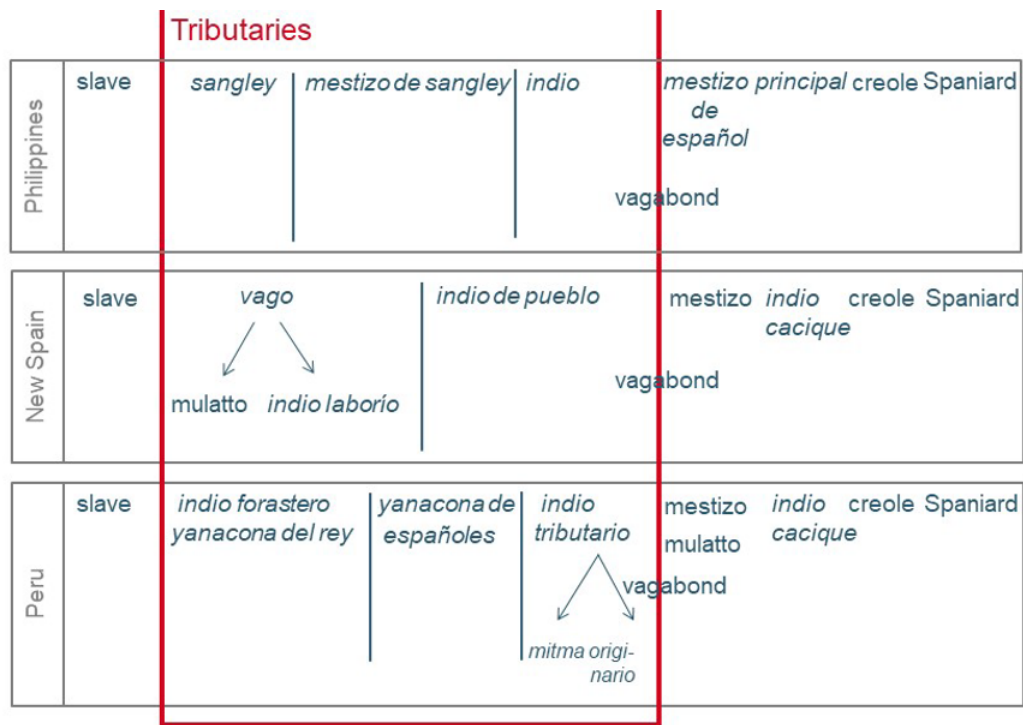 Tributaries
Philippines
slave
sangley
mestizo de sangley
indio
mestizo principal creole Spaniard
de
español
vagabond
New Spain
slave
vago
indio de pueblo
mestizo indio creole Spaniard
cacique
vagabond
mulatto indio laborío
Peru
slave
indio forastero
yanacona del rey
yanacona de
españoles
indio
tributario
mestizo indio creole Spaniard
mulatto cacique
vagabond
mitma origi-
nario